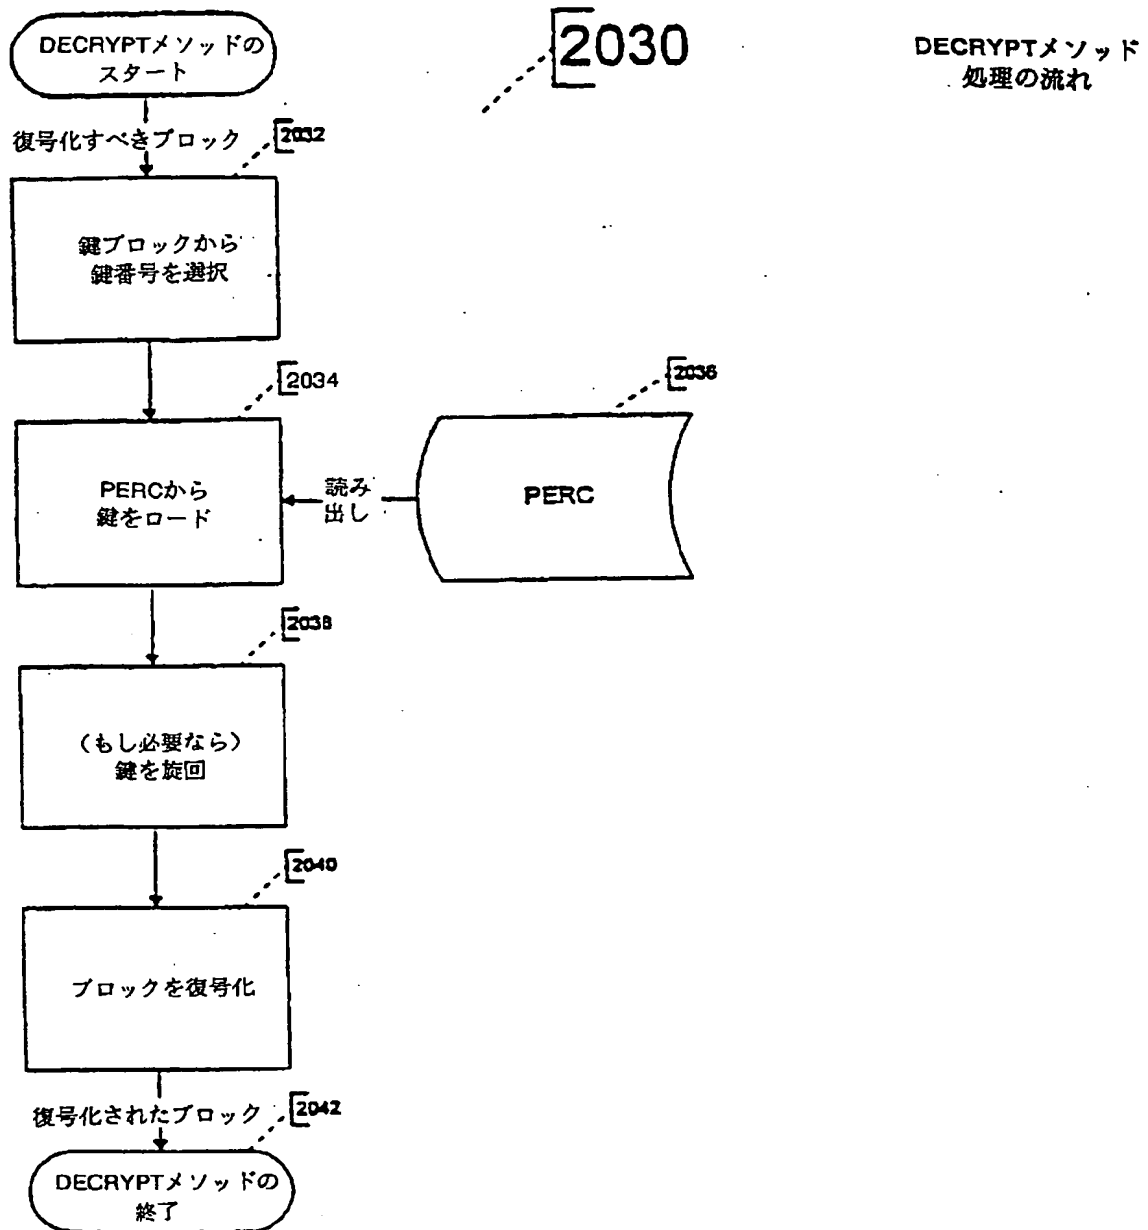 DECRYPTメソッドの
スタート
2030
DECRYPTメソッド
処理の流れ
復号化すべきブロック
2032
鍵ブロックから
鍵番号を選択
2034
PERCから
鍵をロード
読み
出し
2036
PERC
2038
(もし必要なら)
鍵を旋回
2040
ブロックを復号化
復号化されたブロック
2042
DECRYPTメソッドの
終了